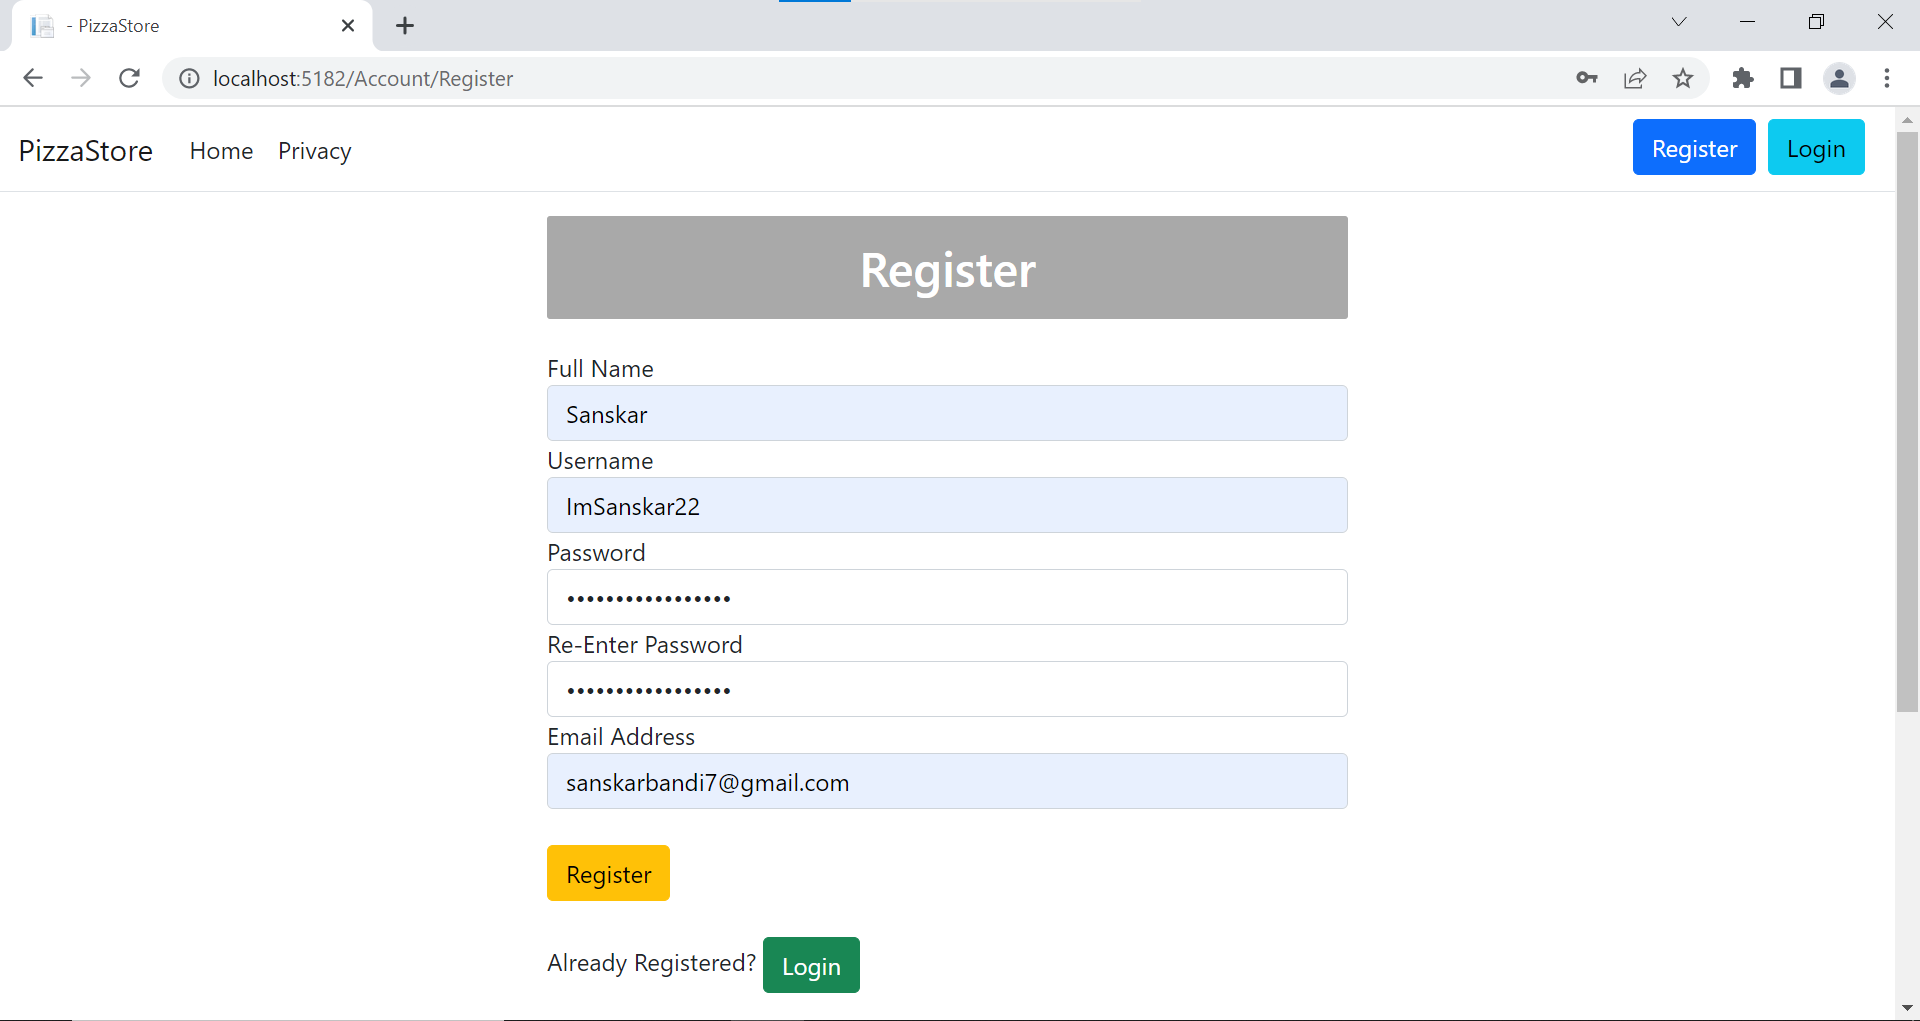 - PizzaStore
localhost:5182/Account/Register
PizzaStore Home Privacy Register Login
Register
Full Name
Sanskar
Username
ImSanskar22
Password
•••••••••••••••••
Re-Enter Password
•••••••••••••••••
Email Address
sanskarbandi7@gmail.com
Register
Already Registered? Login